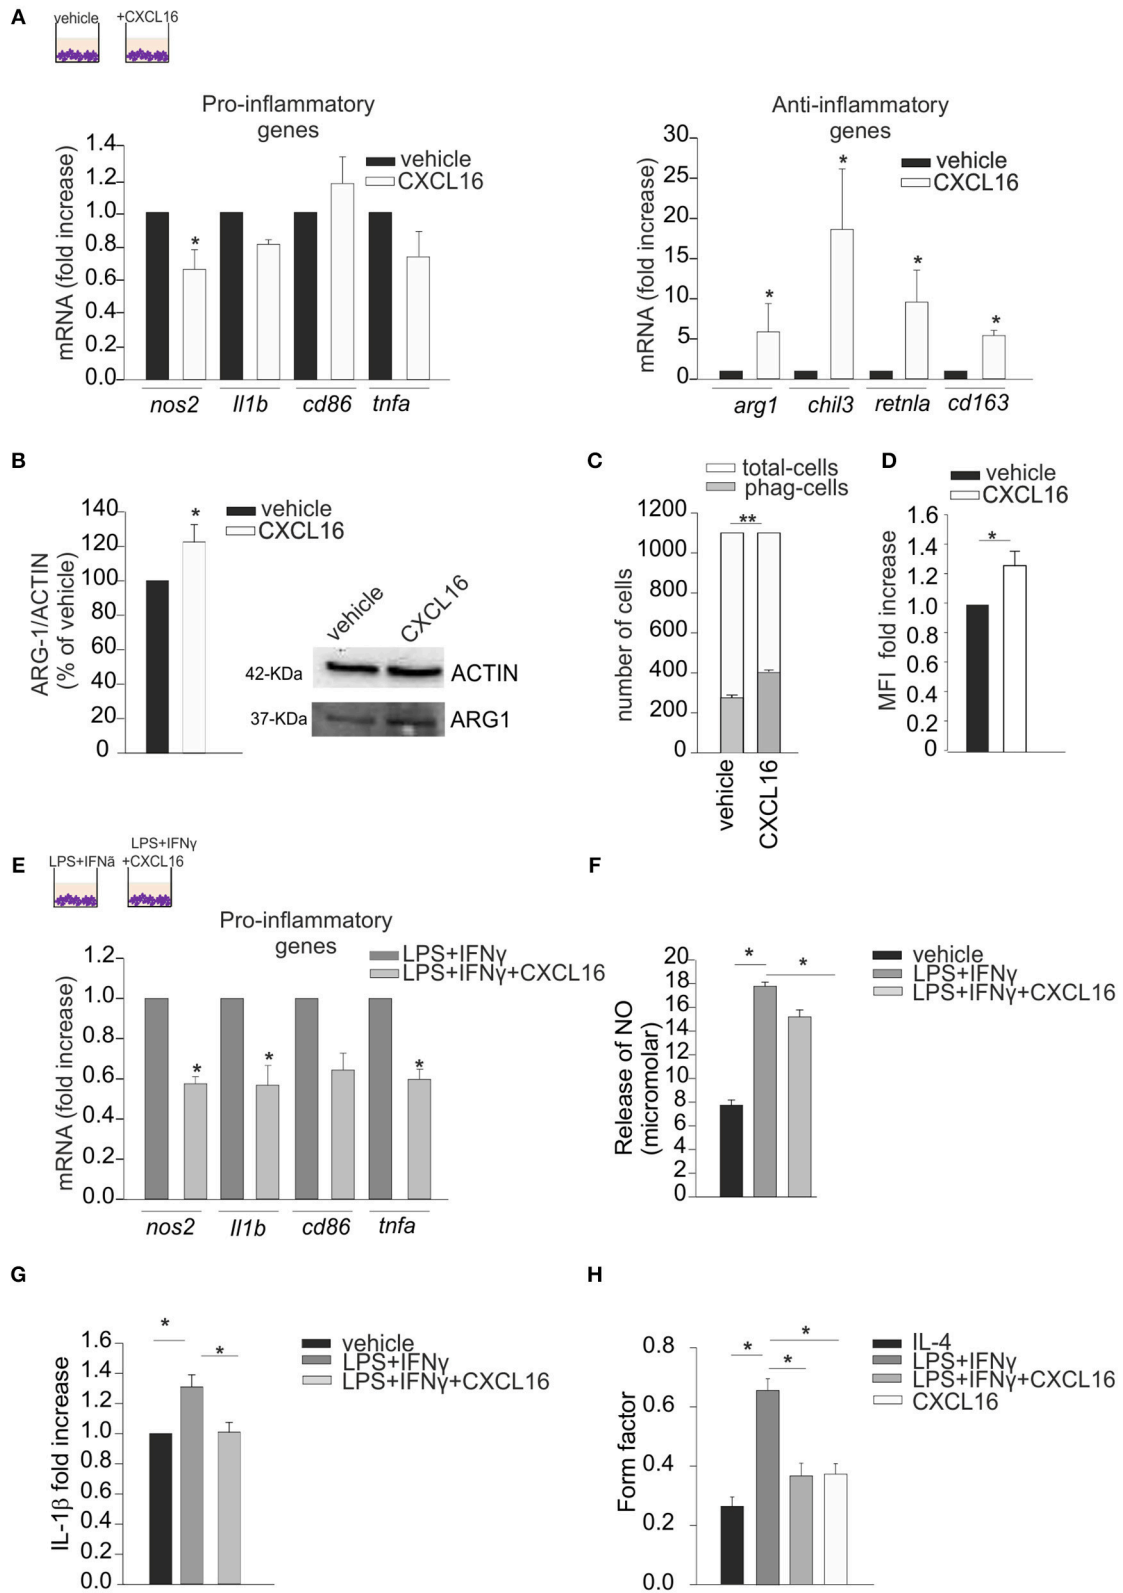 A
vehicle +CXCL16
Pro-inflammatory
genes
mRNA (fold increase)
1.4
1.2
1.0
0.8
0.6
0.4
0.2
0.0
vehicle
CXCL16
*
nos2 Il1b cd86 tnfa
Anti-inflammatory
genes
mRNA (fold increase)
30
25
20
15
10
5
0
vehicle
CXCL16
* * * *
arg1 chil3 retnla cd163
B
ARG-1/ACTIN
(% of vehicle)
140
120
100
80
60
40
20
0
*
vehicle
CXCL16
vehicle CXCL16
42-KDa ACTIN
37-KDa ARG1
C
total-cells
phag-cells
number of cells
1200
1000
800
600
400
200
0
**
vehicle
CXCL16
D
vehicle
CXCL16
MFI fold increase
1.6
1.4
1.2
1.0
0.8
0.6
0.4
0.2
0
*
E
LPS+IFNã
LPS+IFNγ
+CXCL16
Pro-inflammatory
genes
LPS+IFNγ
LPS+IFNγ+CXCL16
mRNA (fold increase)
1.2
1.0
0.8
0.6
0.4
0.2
0.0
* * *
nos2 Il1b cd86 tnfa
F
Release of NO
(micromolar)
20
18
16
14
12
10
8
6
4
2
0
* *
vehicle
LPS+IFNγ
LPS+IFNγ+CXCL16
G
IL-1β fold increase
1.6
1.4
1.2
1.0
0.8
0.6
0.4
0.2
0.0
* *
vehicle
LPS+IFNγ
LPS+IFNγ+CXCL16
H
Form factor
0.8
0.6
0.4
0.2
0.0
* * *
IL-4
LPS+IFNγ
LPS+IFNγ+CXCL16
CXCL16